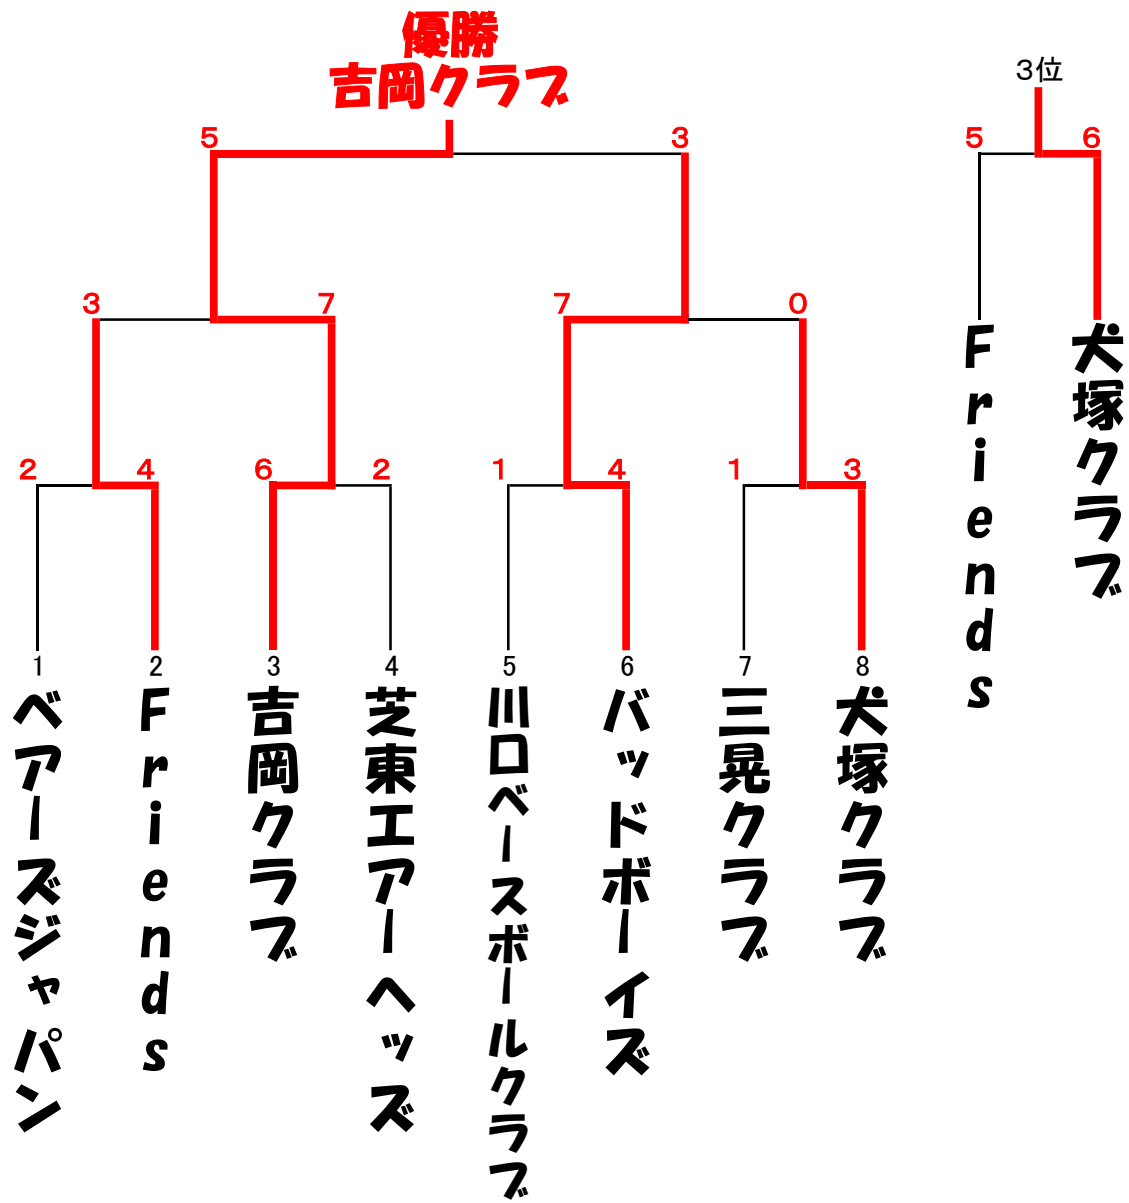 優勝
吉岡クラブ
3位
5 3
5 6
3 7 7 0
2 4 6 2 1 4 1 3
1 2 3 4 5 6 7 8
ベアーズジャパン
Friends
吉岡クラブ
芝東エアーヘッズ
川口ベースボールクラブ
バッドボーイズ
三晃クラブ
犬塚クラブ
Friends
犬塚クラブ